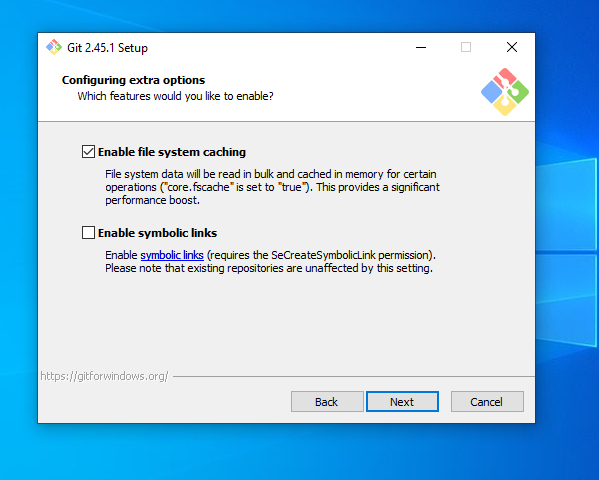 Git 2.45.1 Setup
Configuring extra options
Which features would you like to enable?
Enable file system caching
File system data will be read in bulk and cached in memory for certain
operations ("core.fscache" is set to "true"). This provides a significant
performance boost.
Enable symbolic links
Enable symbolic links (requires the SeCreateSymbolicLink permission).
Please note that existing repositories are unaffected by this setting.
https://gitforwindows.org/
Back
Next
Cancel